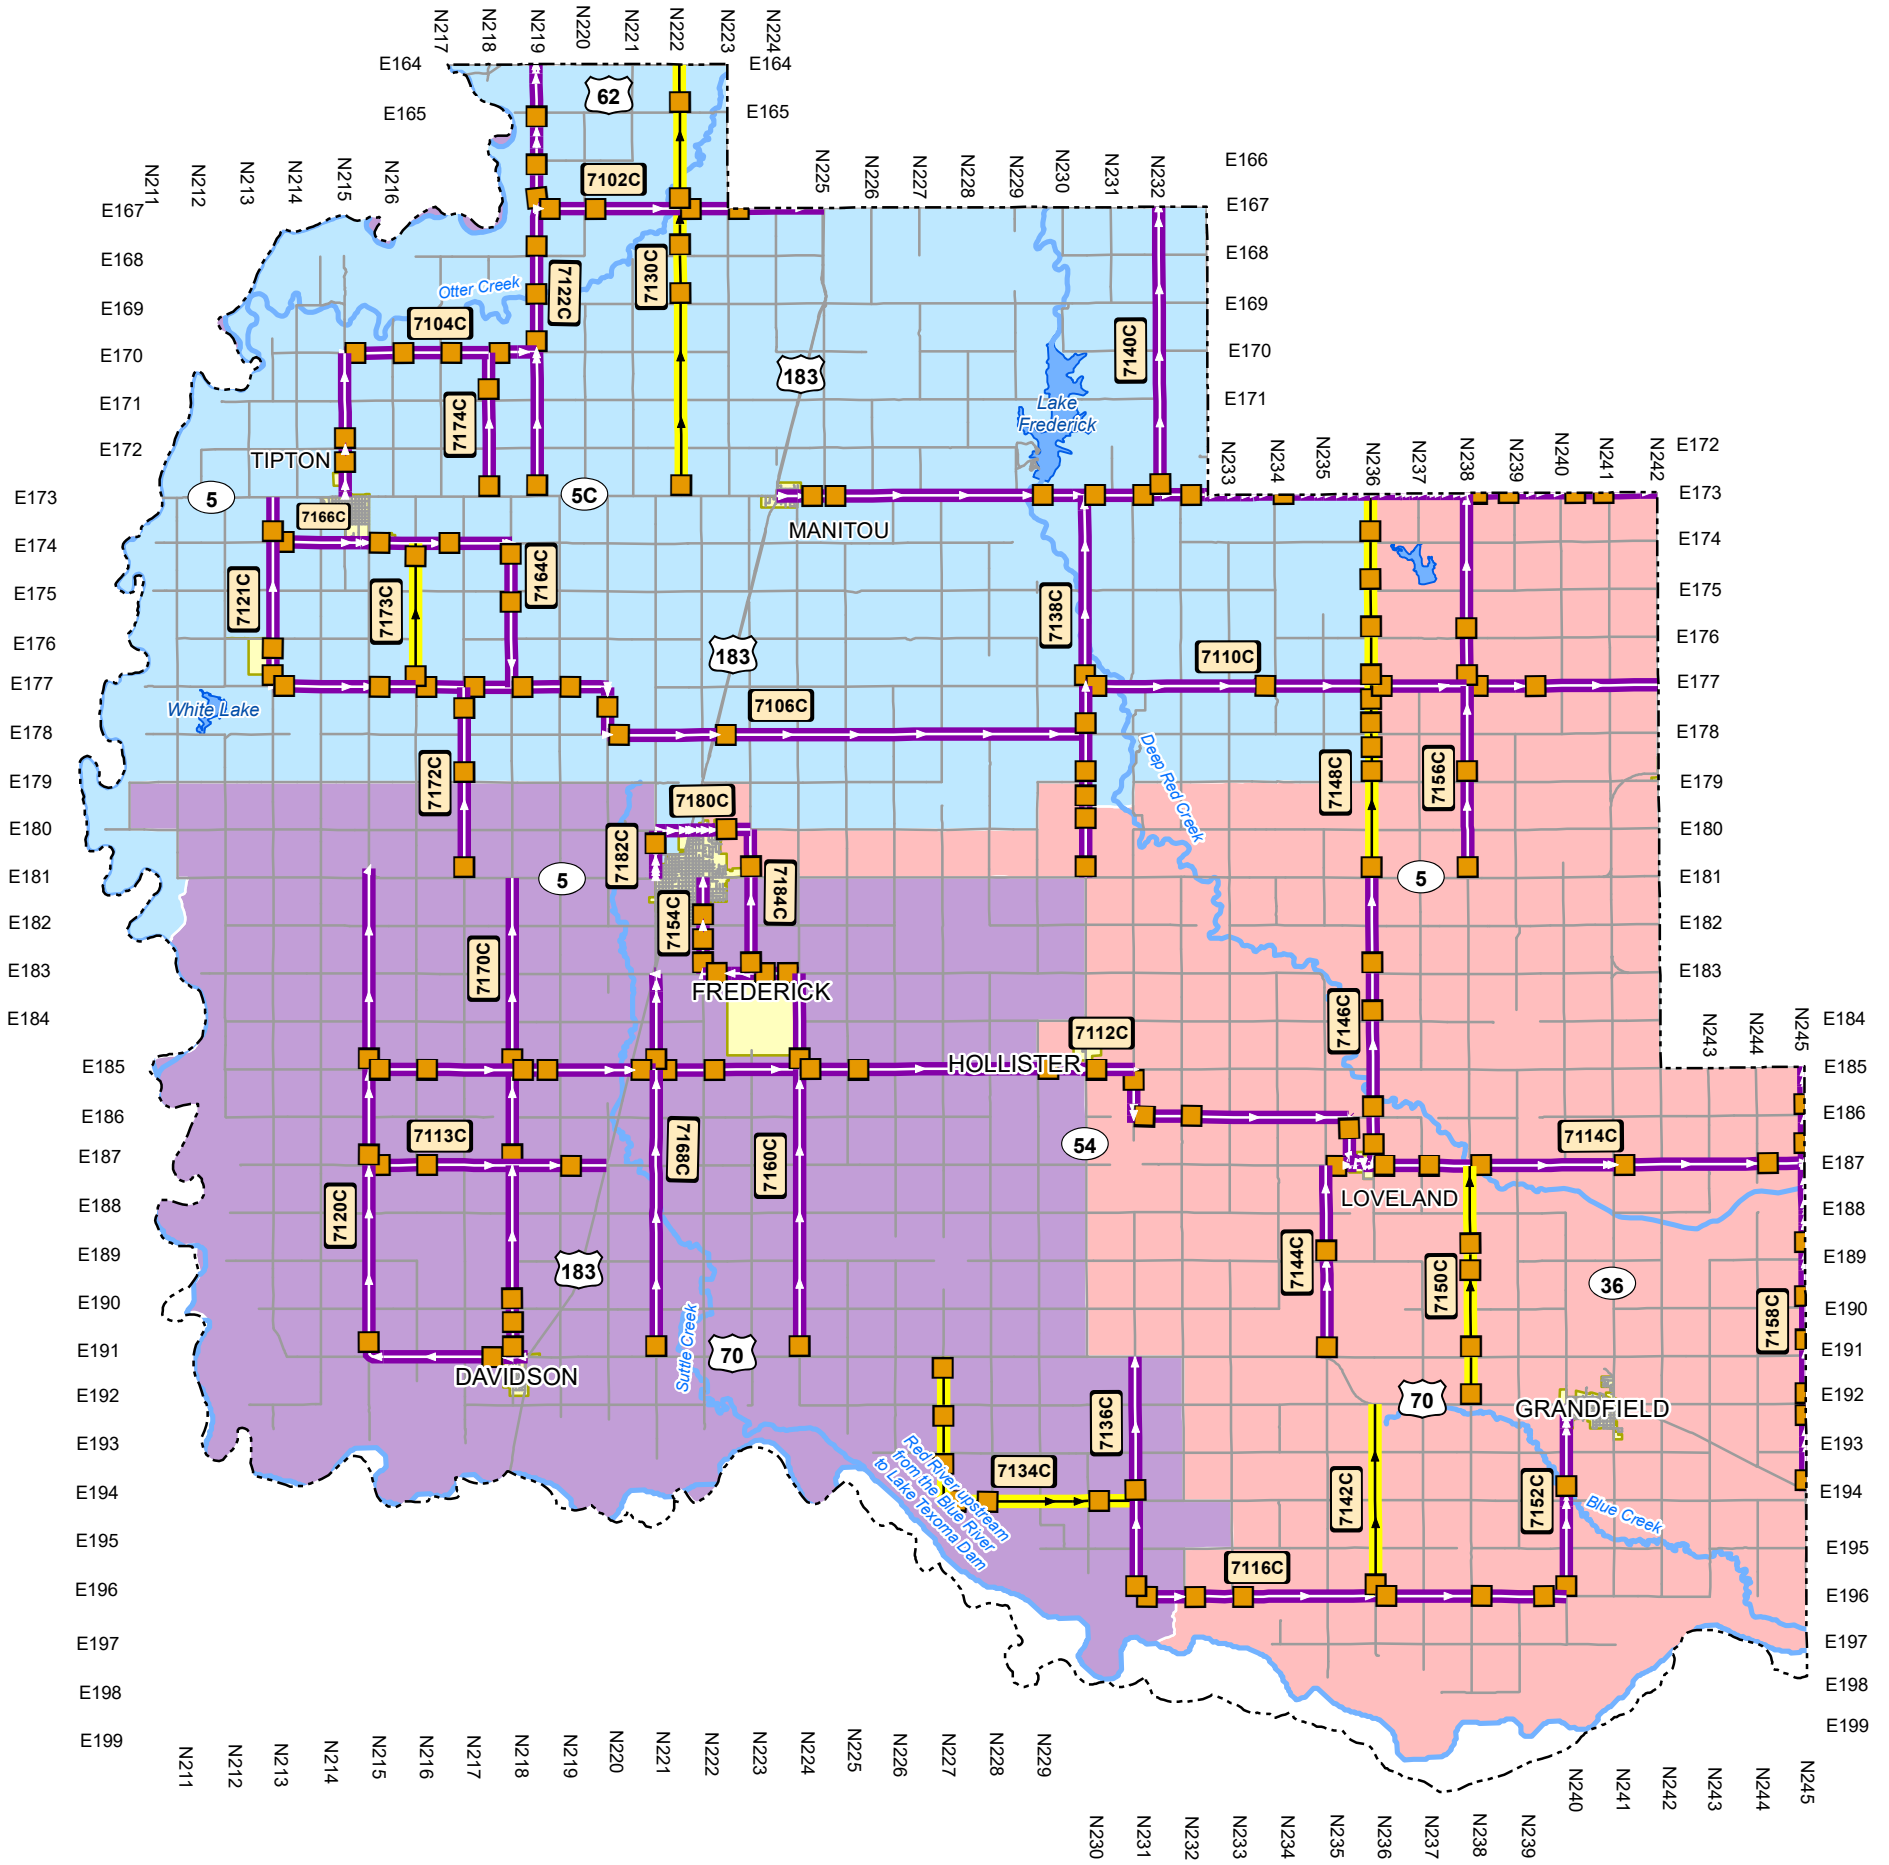 N217
N218
N219
N220
N221
N222
N223
N224
E164
E164
62
E165
E165
N211
N212
N213
N214
N215
N216
7102C
N225
N226
N227
N228
N229
N230
N231
N232
E166
E167
E167
E168
E168
Otter Creek
7122C
7130C
E169
E169
7104C
E170
7140C
E170
183
E171
7174C
Lake
Frederick
E171
E172
TIPTON
N233
N234
N235
N236
N237
N238
N239
N240
N241
N242
E172
E173
5
5C
E173
7166C
MANITOU
E174
E174
7121C
7173C
7164C
7138C
E175
E175
E176
183
7110C
E176
E177
E177
White Lake
7106C
E178
E178
7172C
Deep Red Creek
7148C
7156C
E179
E179
7180C
E180
7182C
E180
E181
5
7184C
5
E181
E182
7154C
E182
7170C
E183
E183
FREDERICK
E184
7112C
7146C
N243
N244
N245
E184
E185
HOLLISTER
E185
E186
E186
7113C
7168C
7160C
54
7114C
E187
E187
7120C
LOVELAND
E188
E188
E189
183
7144C
7150C
36
E189
E190
7158C
E190
E191
Suttle Creek
70
E191
DAVIDSON
E192
7136C
70
GRANDFIELD
E192
E193
Red River upstream
from the Blue River
to Lake Texoma Dam
E193
7134C
E194
7142C
7152C
Blue Creek
E194
E195
E195
E196
7116C
E196
E197
E197
E198
E198
E199
E199
N211
N212
N213
N214
N215
N216
N217
N218
N219
N220
N221
N222
N223
N224
N225
N226
N227
N228
N229
N240
N241
N242
N243
N244
N245
N230
N231
N232
N233
N234
N235
N236
N237
N238
N239